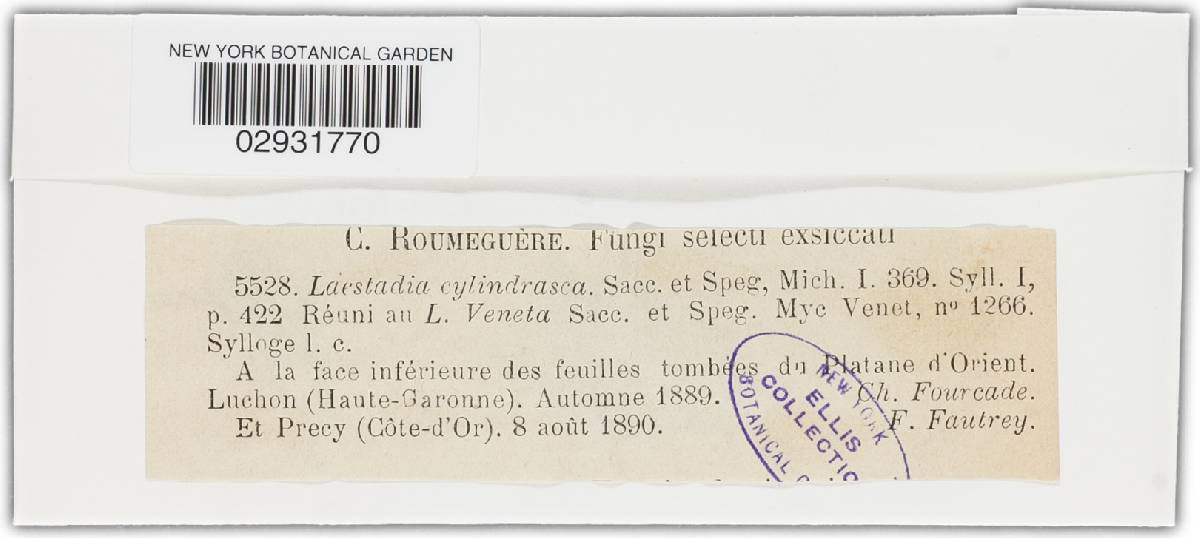 NEW YORK BOTANICAL GARDEN
02931770
C. ROUMEGUÈRE. Fungi selecti exsiccati
5528. Laestadia cylindrasca. Sacc. et Speg, Mich. I. 369. Syll. I,
p. 422 Réuni au L. Veneta Sacc. et Speg. Myc Venet, nº 1266.
Sylloge l. c.
A la face inférieure des feuilles tombées du Platane d'Orient.
Luchon (Haute-Garonne). Automne 1889. Ch. Fourcade.
Et Precy (Côte-d'Or). 8 août 1890. F. Fautrey.
NEW YORK
ELLIS
COLLECTIO
BOTANICAL